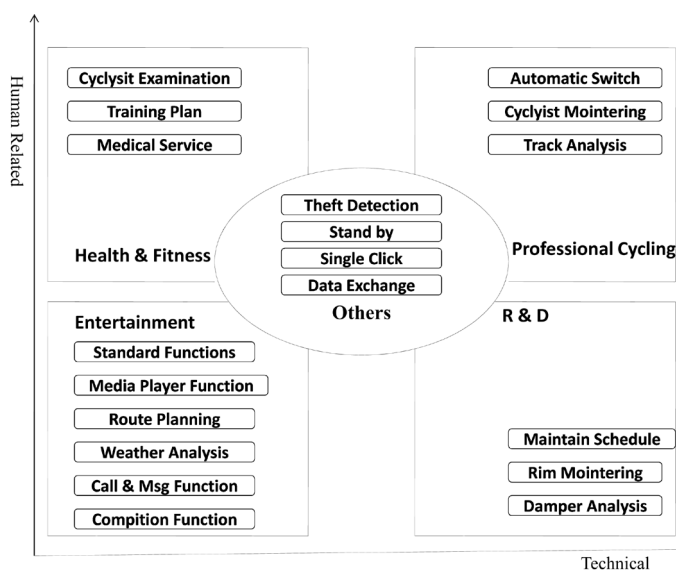 Human Related
Cyclysit Examination
Training Plan
Medical Service
Health & Fitness
Automatic Switch
Cyclyist Mointering
Track Analysis
Professional Cycling
Theft Detection
Stand by
Single Click
Data Exchange
Others
Entertainment
Standard Functions
Media Player Function
Route Planning
Weather Analysis
Call & Msg Function
Compition Function
R & D
Maintain Schedule
Rim Mointering
Damper Analysis
Technical